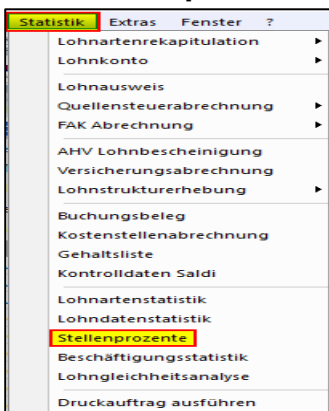 Statistik Extras Fenster ?
Lohnartenrekapitulation
Lohnkonto
Lohnausweis
Quellensteuerabrechnung
FAK Abrechnung
AHV Lohnbescheinigung
Versicherungsabrechnung
Lohnstrukturerhebung
Buchungsbeleg
Kostenstellenabrechnung
Gehaltsliste
Kontrolldaten Saldi
Lohnartenstatistik
Lohndatenstatistik
Stellenprozente
Beschäftigungsstatistik
Lohngleichheitsanalyse
Druckauftrag ausführen